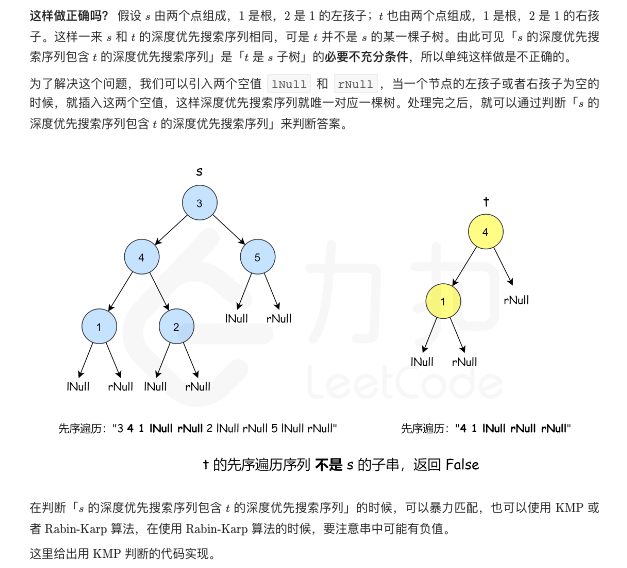 这样做正确吗？ 假设 s 由两个点组成，1 是根，2 是 1 的左孩子；t 也由两个点组成，1 是根，2 是 1 的右孩
子。这样一来 s 和 t 的深度优先搜索序列相同，可是 t 并不是 s 的某一棵子树。由此可见「s 的深度优先搜
索序列包含 t 的深度优先搜索序列」是「t 是 s 子树」的必要不充分条件，所以单纯这样做是不正确的。
为了解决这个问题，我们可以引入两个空值 lNull 和 rNull ，当一个节点的左孩子或者右孩子为空的
时候，就插入这两个空值，这样深度优先搜索序列就唯一对应一棵树。处理完之后，就可以通过判断「s 的
深度优先搜索序列包含 t 的深度优先搜索序列」来判断答案。
s
3
t
4
4
5
1
rNull
1
2
lNull
rNull
lNull
rNull
lNull
rNull
lNull
rNull
力扣
LeetCode
先序遍历："3 4 1 lNull rNull 2 lNull rNull 5 lNull rNull"
先序遍历："4 1 lNull rNull rNull"
t 的先序遍历序列 不是 s 的子串，返回 False
在判断「s 的深度优先搜索序列包含 t 的深度优先搜索序列」的时候，可以暴力匹配，也可以使用 KMP 或
者 Rabin-Karp 算法，在使用 Rabin-Karp 算法的时候，要注意串中可能有负值。
这里给出用 KMP 判断的代码实现。